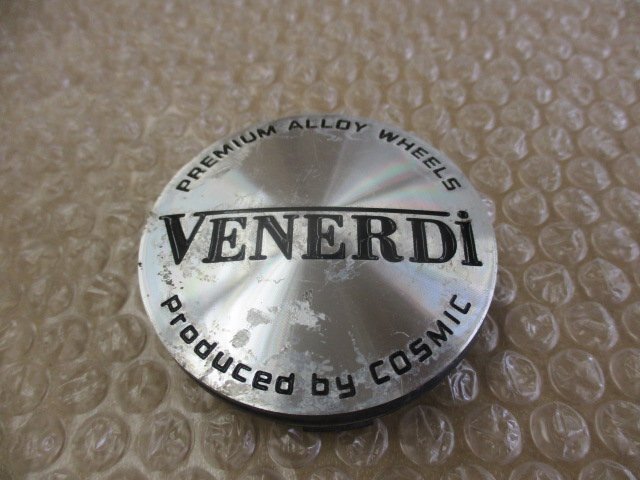 PREMIUM ALLOY WHEELS
VENERDi
Produced by COSMIC